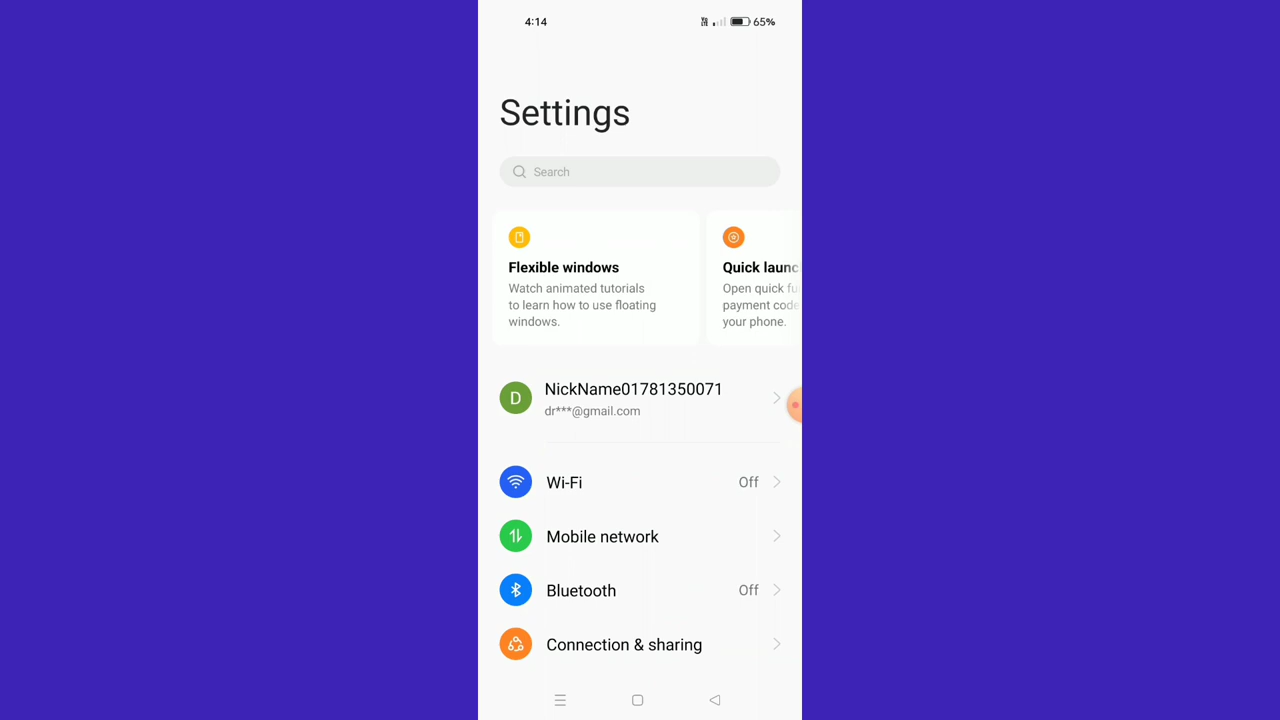 4:14
65%
Settings
Search
Flexible windows
Watch animated tutorials
to learn how to use floating
windows.
Quick launc
Open quick fu
payment code
your phone.
D
NickName01781350071
dr***@gmail.com
Wi-Fi Off
Mobile network
Bluetooth Off
Connection & sharing